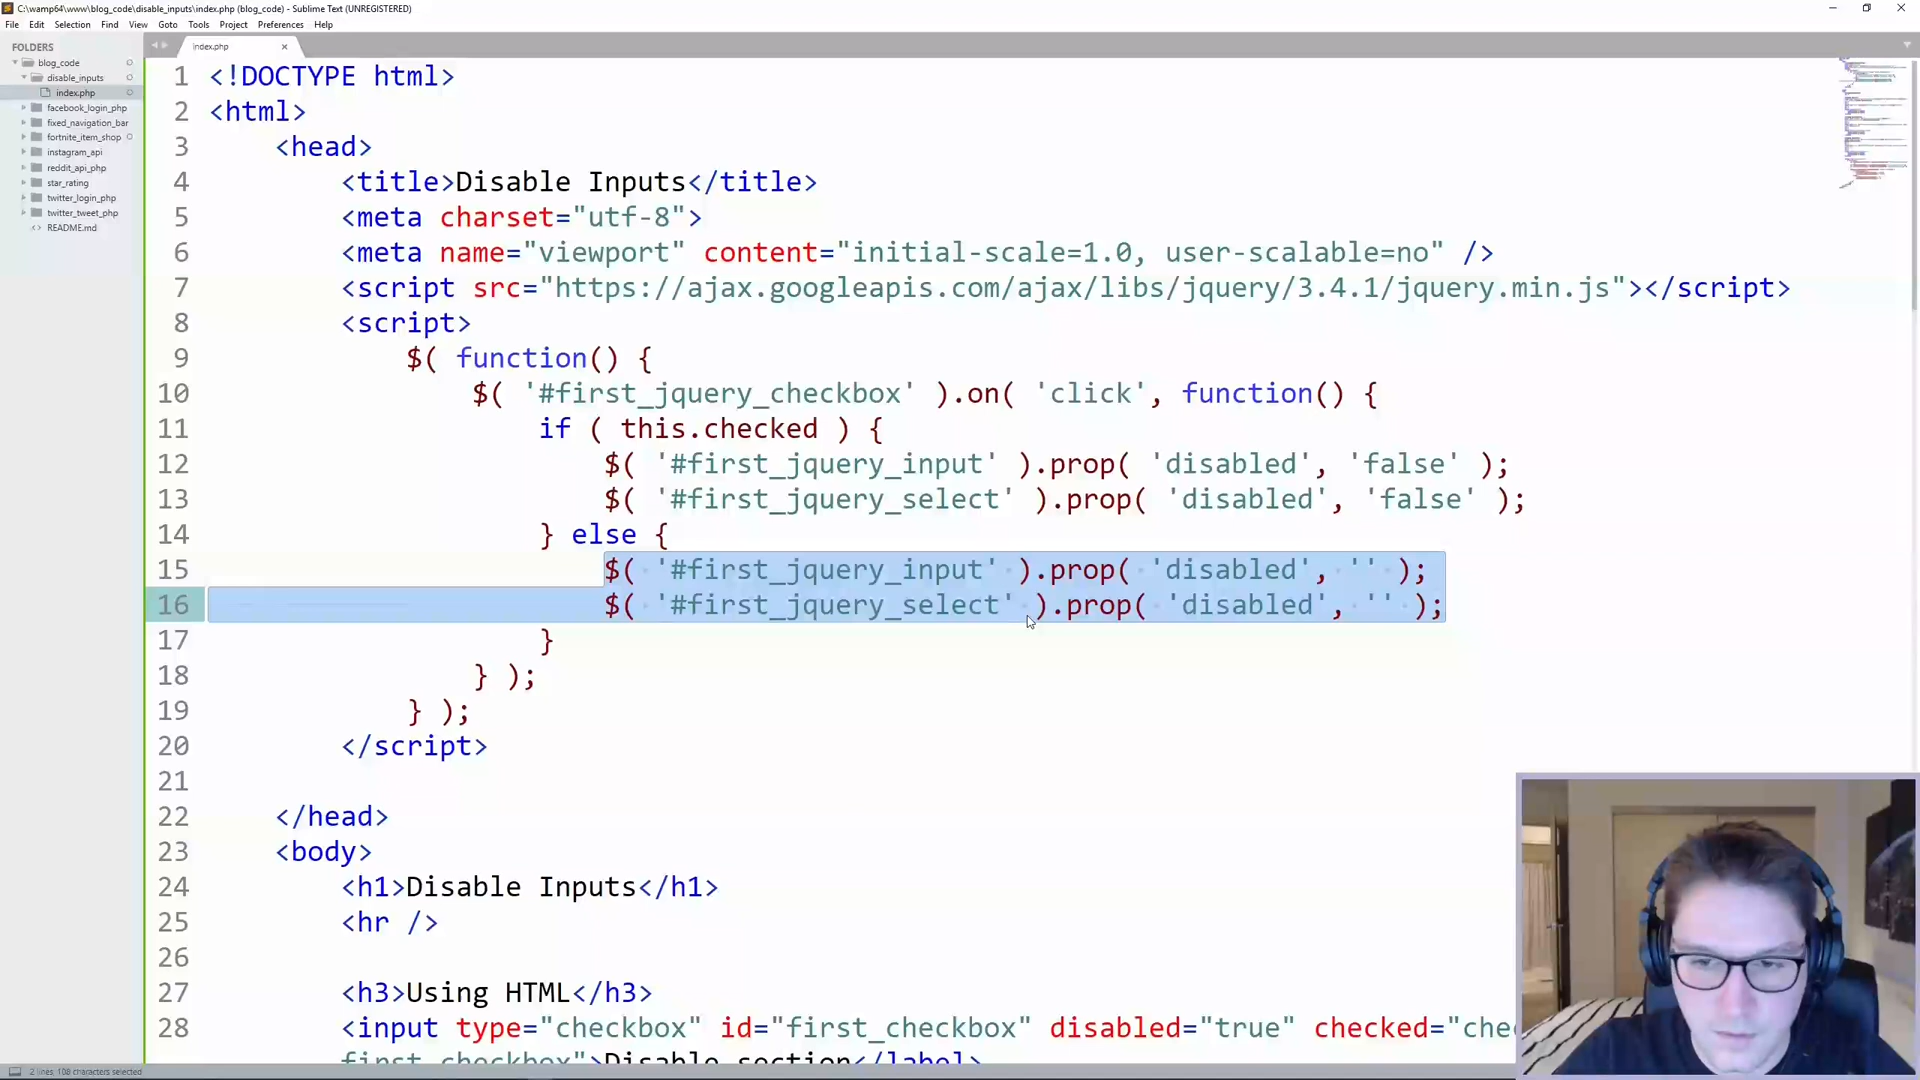 C:\wamp64\www\blog_code\disable_inputs\index.php (blog_code) - Sublime Text (UNREGISTERED)
File Edit Selection Find View Goto Tools Project Preferences Help
FOLDERS
blog_code
disable_inputs
index.php
facebook_login_php
fixed_navigation_bar
fortnite_item_shop
instagram_api
reddit_api_php
star_rating
twitter_login_php
twitter_tweet_php
README.md
index.php
1 <!DOCTYPE html>
2 <html>
3 <head>
4 <title>Disable Inputs</title>
5 <meta charset="utf-8">
6 <meta name="viewport" content="initial-scale=1.0, user-scalable=no" />
7 <script src="https://ajax.googleapis.com/ajax/libs/jquery/3.4.1/jquery.min.js"></script>
8 <script>
9 $( function() {
10 $( '#first_jquery_checkbox' ).on( 'click', function() {
11 if ( this.checked ) {
12 $( '#first_jquery_input' ).prop( 'disabled', 'false' );
13 $( '#first_jquery_select' ).prop( 'disabled', 'false' );
14 } else {
15 $( '#first_jquery_input' ).prop( 'disabled', '' );
16 $( '#first_jquery_select' ).prop( 'disabled', '' );
17 }
18 } );
19 } );
20 </script>
21
22 </head>
23 <body>
24 <h1>Disable Inputs</h1>
25 <hr />
26
27 <h3>Using HTML</h3>
28 <input type="checkbox" id="first_checkbox" disabled="true" checked="che
first_checkbox">Disable section</label>
2 lines, 108 characters selected